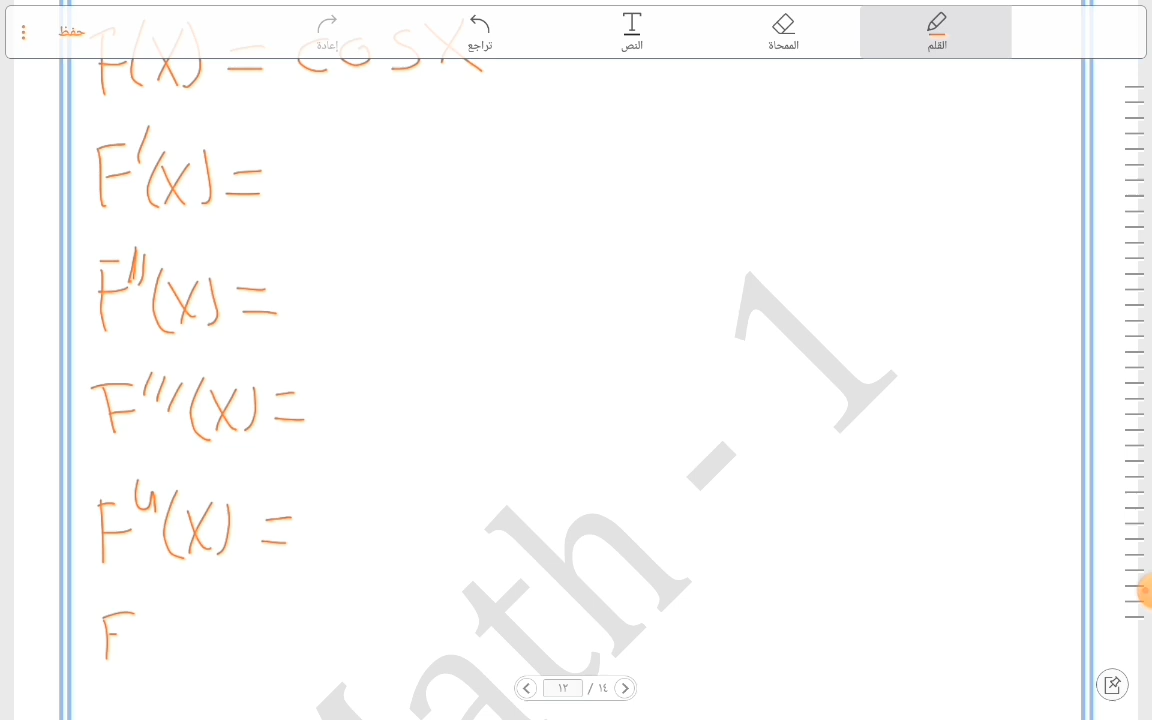 حفظ إعادة تراجع النص الممحاة القلم
F(x) = cosx
F'(x) =
F''(x) =
F'''(x) =
F⁴(x) =
F
Math - 1
١٢ / ١٤